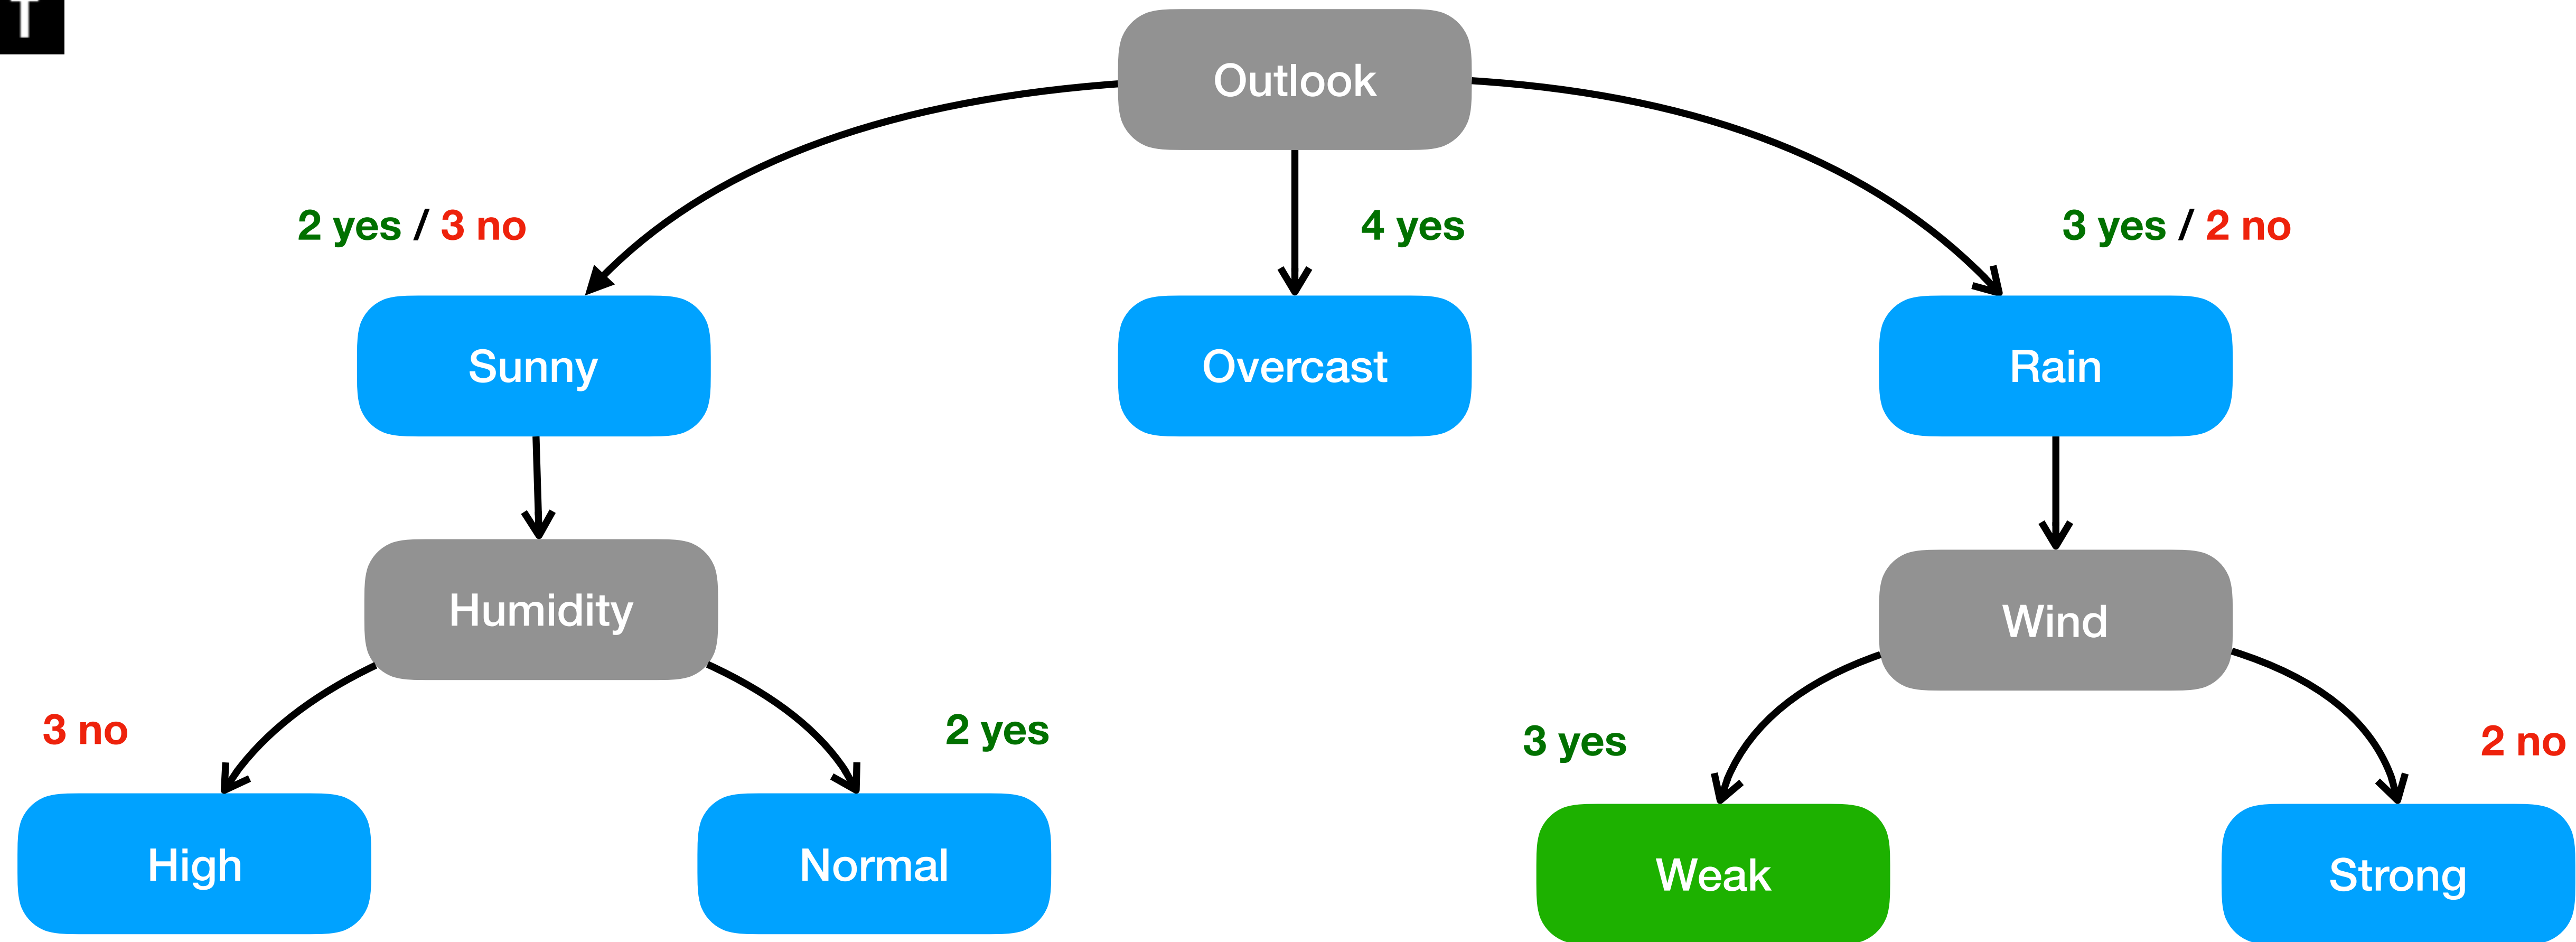 T
Outlook
2 yes / 3 no
4 yes
3 yes / 2 no
Sunny
Overcast
Rain
Humidity
Wind
3 no
2 yes
3 yes
2 no
High
Normal
Weak
Strong